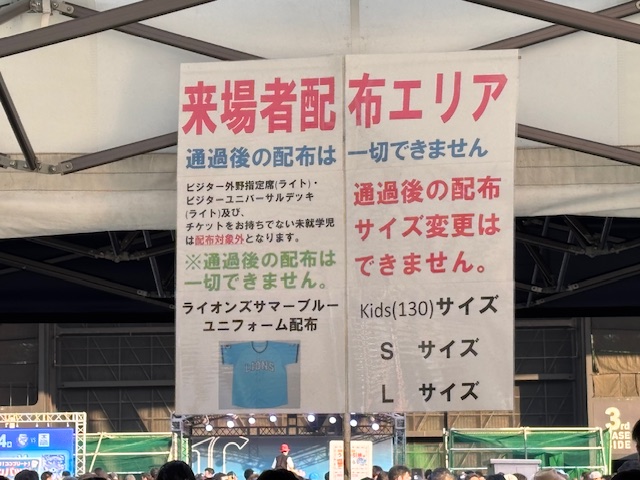 来場者配布エリア
通過後の配布は一切できません
ビジター外野指定席(ライト)・
ビジターユニバーサルデッキ
(ライト)及び、
チケットをお持ちでない未就学児
は配布対象外となります。
※通過後の配布は
一切できません。
ライオンズサマーブルー
ユニフォーム配布
LIONS
通過後の配布
サイズ変更は
できません。
Kids(130)サイズ
S サイズ
L サイズ
3rd
BASE
SIDE